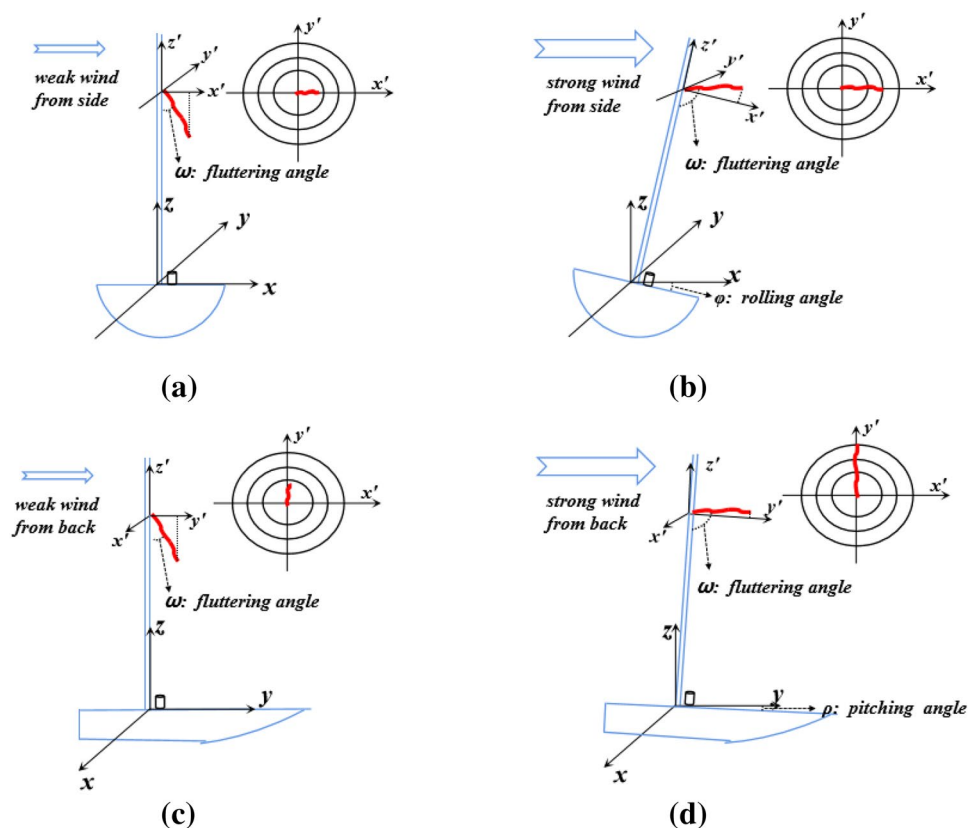 weak wind
from side
z'
y'
x'
y'
x'
ω: fluttering angle
z
y
x
(a)
strong wind
from side
z'
y'
x'
y'
x'
ω: fluttering angle
z
y
x
φ: rolling angle
(b)
weak wind
from back
z'
y'
x'
y'
x'
ω: fluttering angle
z
y
x
(c)
strong wind
from back
z'
y'
x'
y'
x'
ω: fluttering angle
z
y
ρ: pitching angle
x
(d)